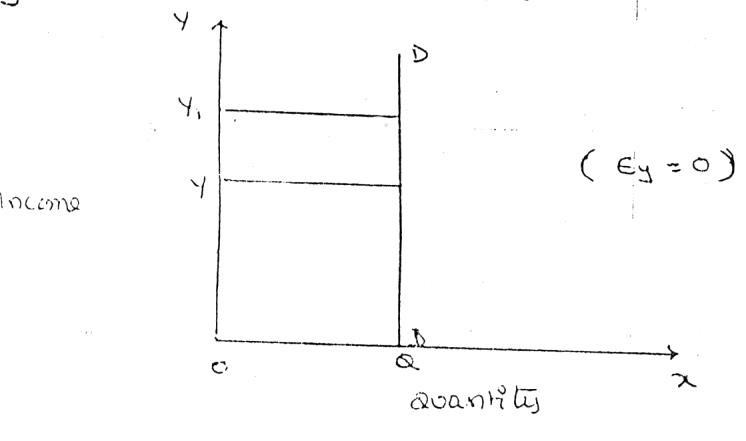 Y
D
Y₁
(Ey = 0)
Y
Income
D
O
Q
x
Quantity